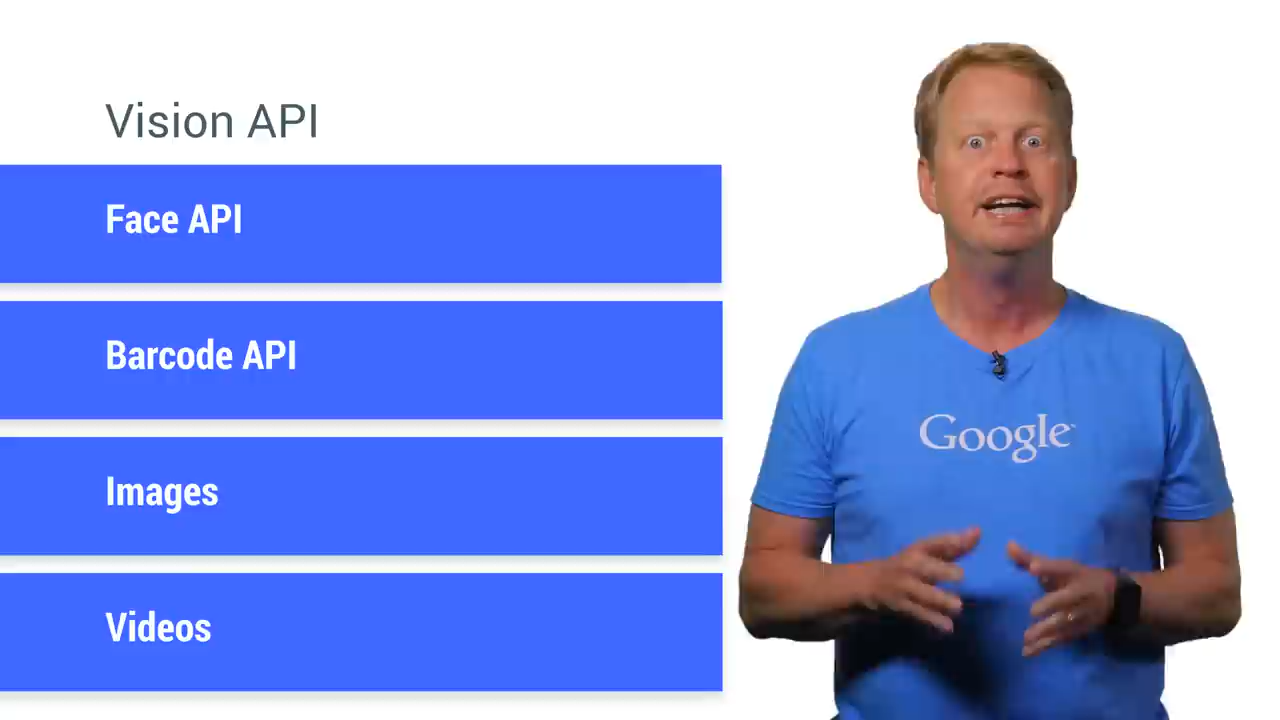 Vision API
Face API
Barcode API
Images
Videos
Google